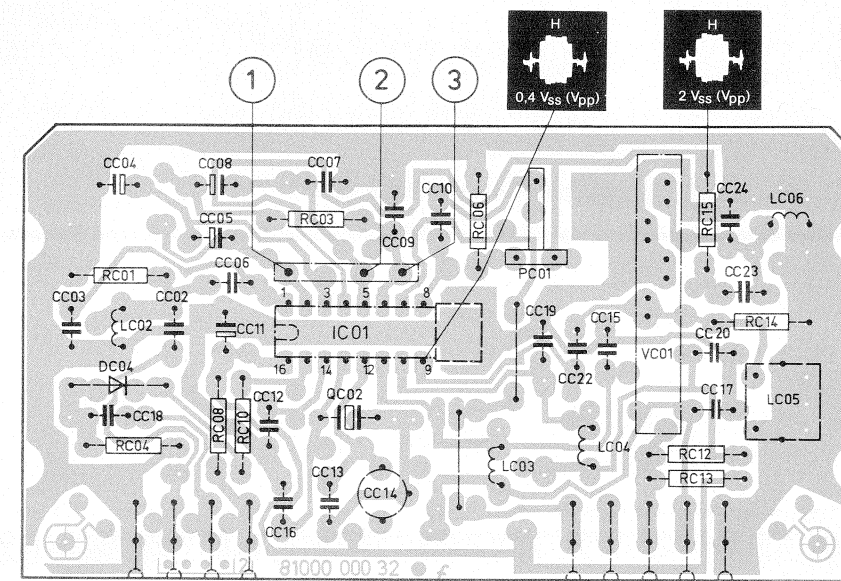 H
0,4 Vss (Vpp)
H
2 Vss (Vpp)
1
2
3
CC04
CC08
CC07
CC10
CC09
RC03
CC05
RC06
PC01
RC15
CC24
LC06
RC01
CC06
CC23
RC14
CC03
LC02
CC02
CC11
1
3
5
8
IC01
16
14
12
9
CC19
CC22
CC15
VC01
CC20
DC04
CC18
RC04
RC08
RC10
CC12
QC02
CC17
LC05
LC03
LC04
RC12
RC13
CC16
CC13
CC14
81000 000 32